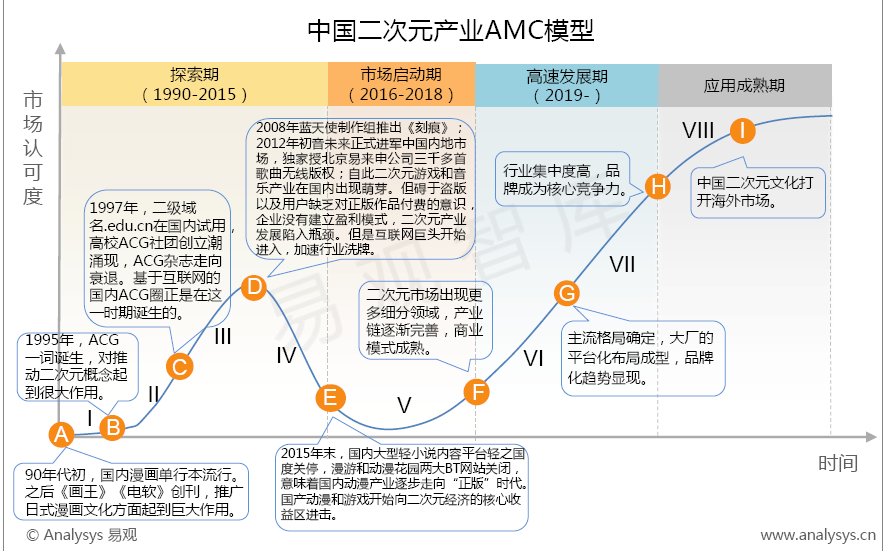 中国二次元产业AMC模型
市场认可度
探索期
（1990-2015）
市场启动期
（2016-2018）
高速发展期
（2019-）
应用成熟期
2008年蓝天使制作组推出《刻痕》；
2012年初音未来正式进军中国内地市
场，独家授北京易来申公司三千多首
歌曲无线版权；自此二次元游戏和音
乐产业在国内出现萌芽。但碍于盗版
以及用户缺乏对正版作品付费的意识，
企业没有建立盈利模式，二次元产业
发展陷入瓶颈。但是互联网巨头开始
进入，加速行业洗牌。
VIII
I
行业集中度高，品
牌成为核心竞争力。
H
中国二次元文化打
开海外市场。
1997年，二级域
名.edu.cn在国内试用，
高校ACG社团创立潮
涌现，ACG杂志走向
衰退。基于互联网的
国内ACG圈正是在这
一时期诞生的。
易观智库
VII
D
G
二次元市场出现更
多细分领域，产业
链逐渐完善，商业
模式成熟。
III
1995年，ACG
一词诞生，对推
动二次元概念起
到很大作用。
主流格局确定，大厂的
平台化布局成型，品牌
化趋势显现。
IV
VI
C
II
E
F
V
I
B
A
90年代初，国内漫画单行本流行。
之后《画王》《电软》创刊，推广
日式漫画文化方面起到巨大作用。
2015年末，国内大型轻小说内容平台轻之国
度关停，漫游和动漫花园两大BT网站关闭，
意味着国内动漫产业逐步走向“正版”时代。
国产动漫和游戏开始向二次元经济的核心收
益区进击。
时间
© Analysys 易观
www.analysys.cn